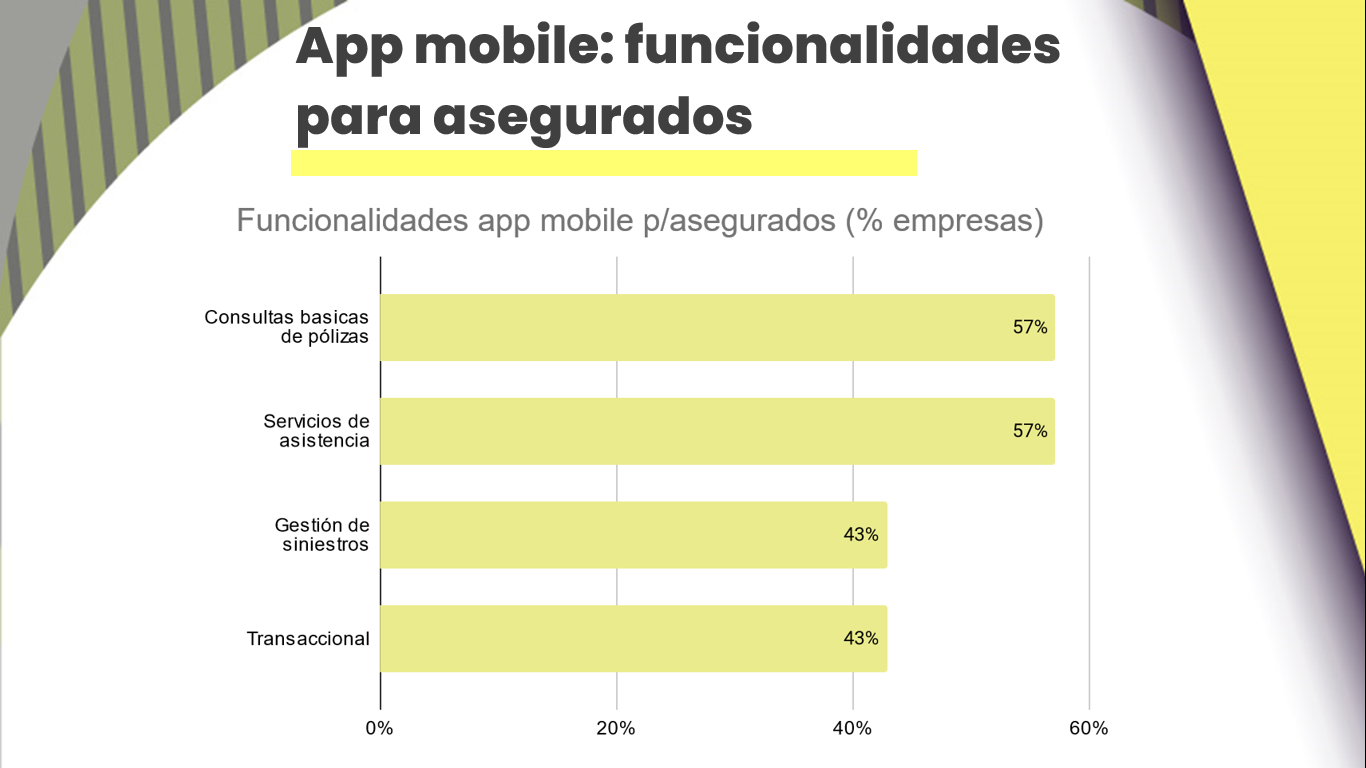 App mobile: funcionalidades
para asegurados
Funcionalidades app mobile p/asegurados (% empresas)
Consultas basicas
de pólizas
57%
Servicios de
asistencia
57%
Gestión de
siniestros
43%
Transaccional
43%
0%
20%
40%
60%